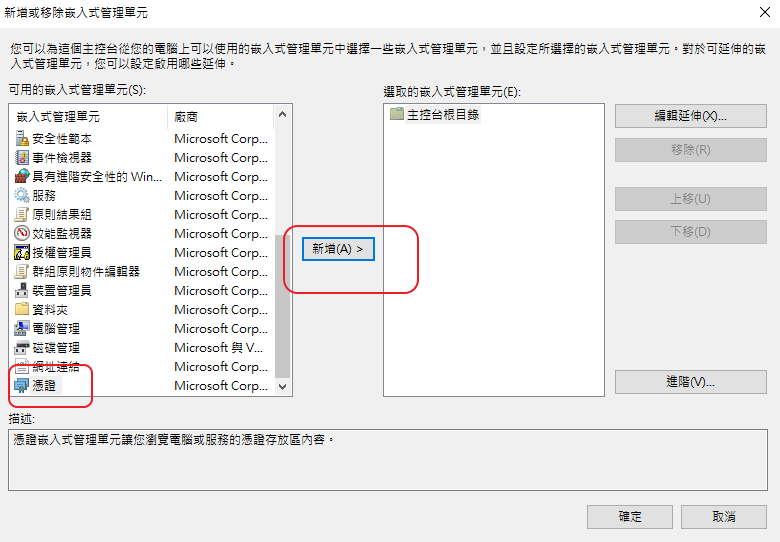 新增或移除嵌入式管理單元
您可以為這個主控台從您的電腦上可以使用的嵌入式管理單元中選擇一些嵌入式管理單元，並且設定所選擇的嵌入式管理單元。對於可延伸的嵌
入式管理單元，您可以設定啟用哪些延伸。
可用的嵌入式管理單元(S):
嵌入式管理單元 廠商
安全性範本 Microsoft Corp...
事件檢視器 Microsoft Corp...
具有進階安全性的 Win... Microsoft Corp...
服務 Microsoft Corp...
原則結果組 Microsoft Corp...
效能監視器 Microsoft Corp...
授權管理員 Microsoft Corp...
群組原則物件編輯器 Microsoft Corp...
裝置管理員 Microsoft Corp...
資料夾 Microsoft Corp...
電腦管理 Microsoft Corp...
磁碟管理 Microsoft 與 V...
網址連結 Microsoft Corp...
憑證 Microsoft Corp...
新增(A) >
選取的嵌入式管理單元(E):
主控台根目錄
編輯延伸(X)...
移除(R)
上移(U)
下移(D)
進階(V)...
描述:
憑證嵌入式管理單元讓您瀏覽電腦或服務的憑證存放區內容。
確定
取消